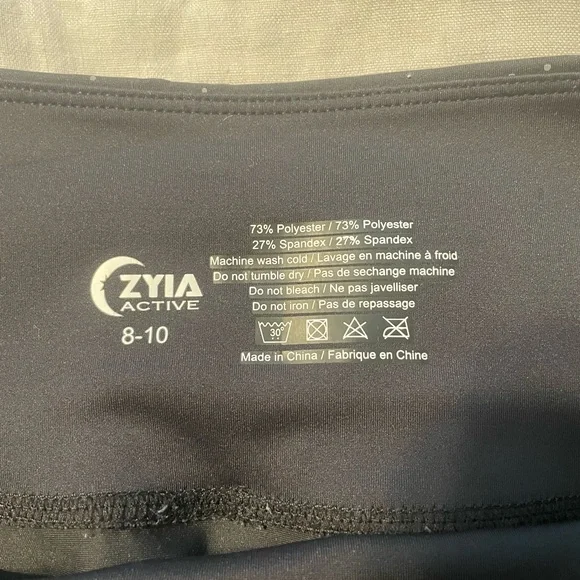 ZYIA
ACTIVE
8-10
73% Polyester / 73% Polyester
27% Spandex / 27% Spandex
Machine wash cold / Lavage en machine à froid
Do not tumble dry / Pas de sechange machine
Do not bleach / Ne pas javelliser
Do not iron / Pas de repassage
30°
Made in China / Fabrique en Chine